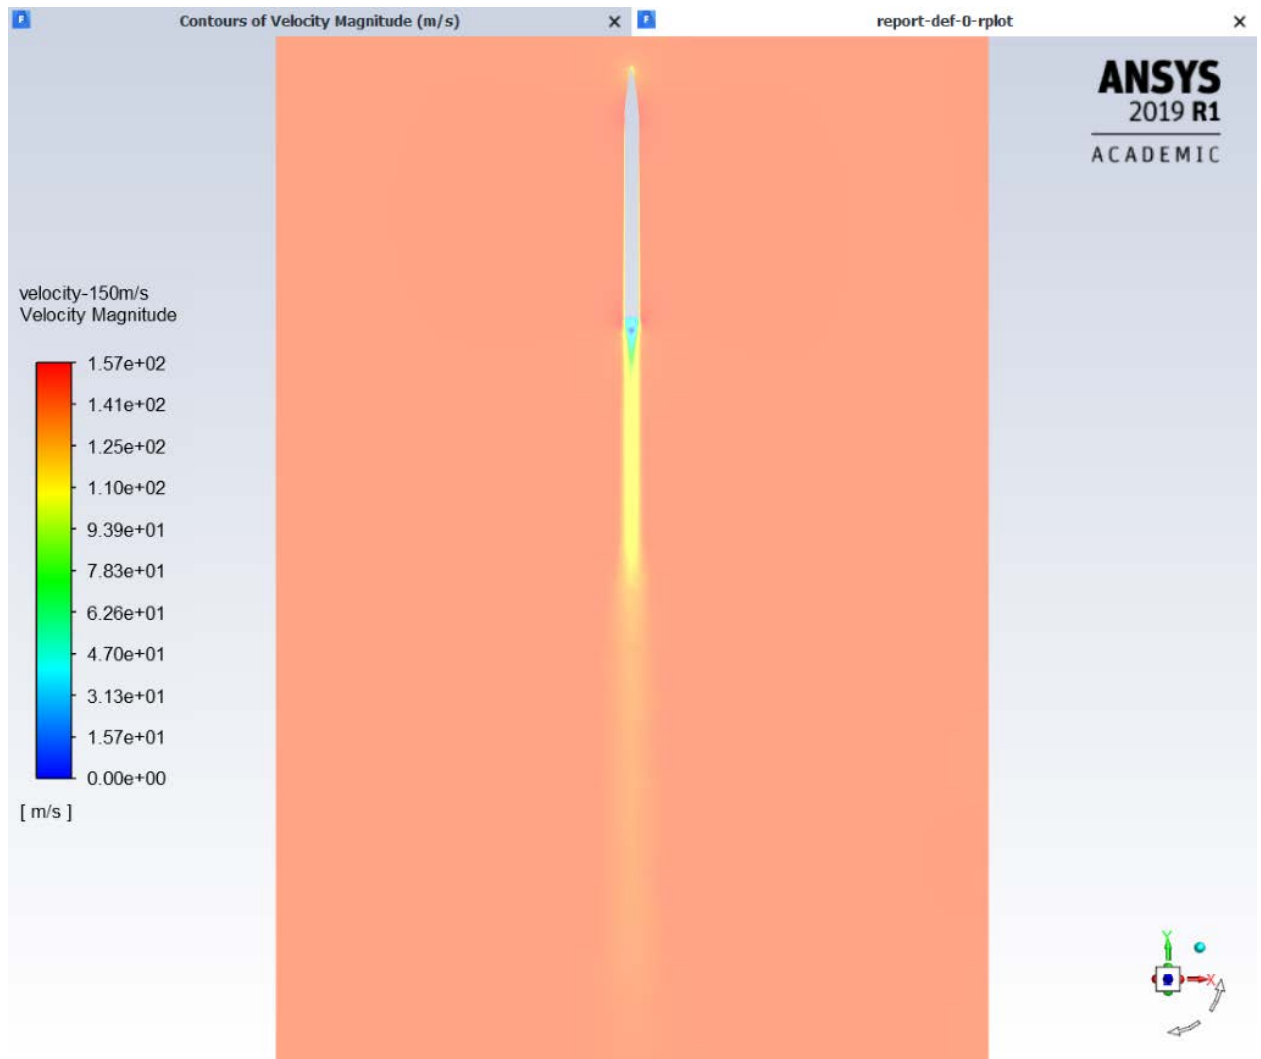 Contours of Velocity Magnitude (m/s)
report-def-0-rplot
ANSYS
2019 R1
ACADEMIC
velocity-150m/s
Velocity Magnitude
1.57e+02
1.41e+02
1.25e+02
1.10e+02
9.39e+01
7.83e+01
6.26e+01
4.70e+01
3.13e+01
1.57e+01
0.00e+00
[ m/s ]
Y
X